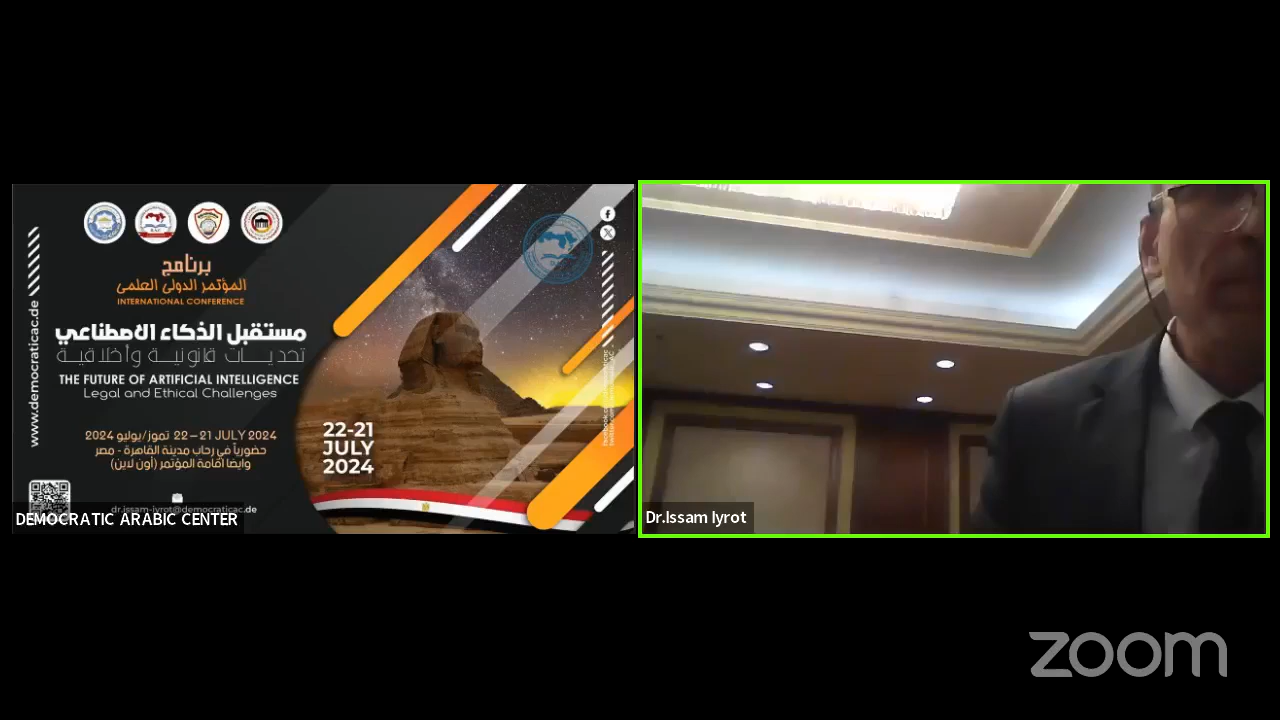 www.democraticac.de
برنامج
المؤتمر الدولي العلمي
INTERNATIONAL CONFERENCE
مستقبل الذكاء الاصطناعي
تحديات قانونية وأخلاقية
THE FUTURE OF ARTIFICIAL INTELLIGENCE
Legal and Ethical Challenges
2024 تموز/يوليو 22 – 21 JULY 2024
حضورياً في رحاب مدينة القاهرة - مصر
وايضا اقامة المؤتمر (أون لاين)
dr.issam-iyrot@democraticac.de
DEMOCRATIC ARABIC CENTER
22-21
JULY
2024
Dr.Issam Iyrot
zoom